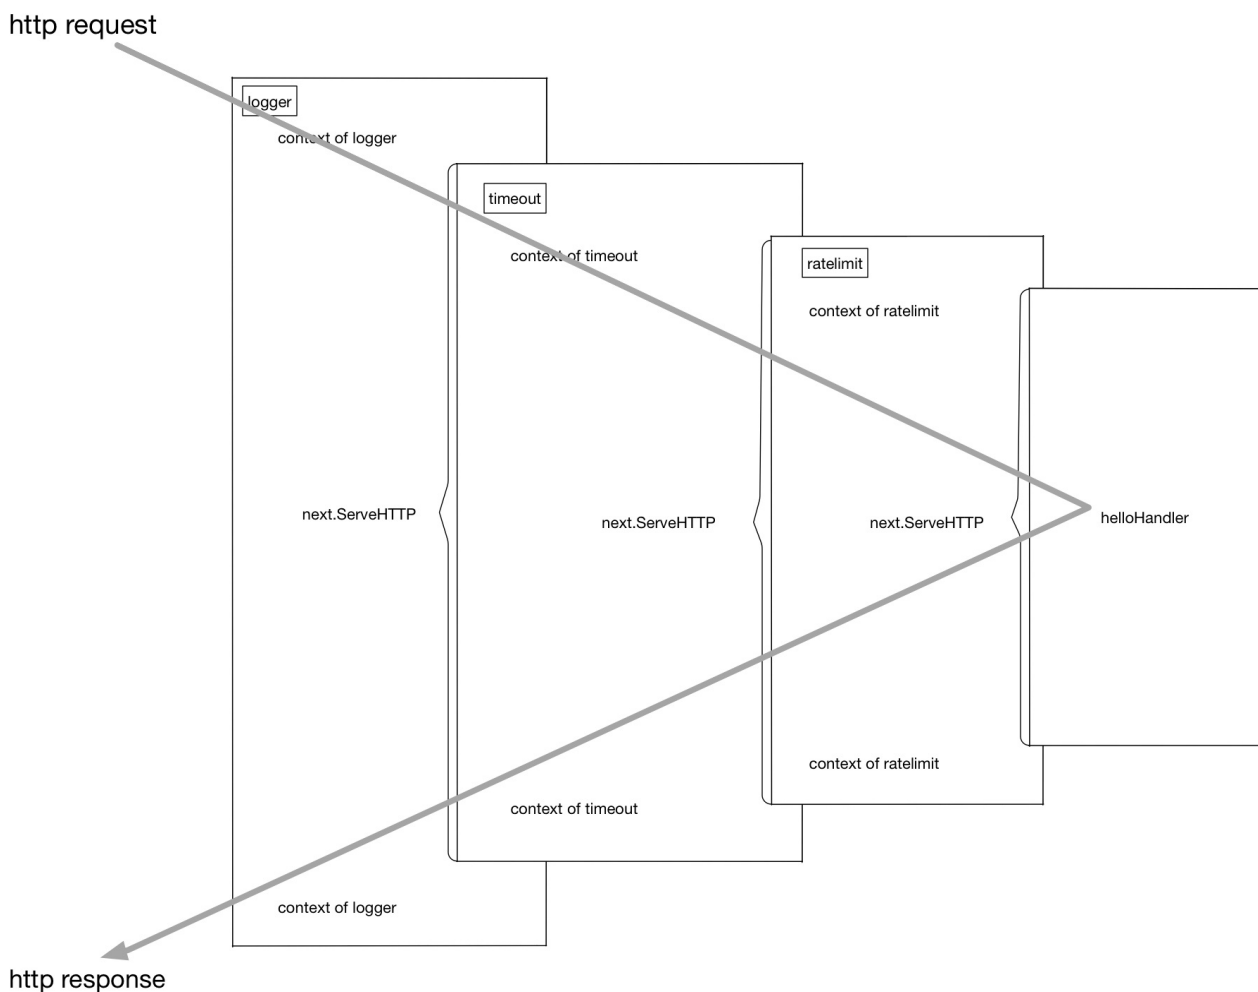 http request
logger
context of logger
timeout
context of timeout
ratelimit
context of ratelimit
next.ServeHTTP
next.ServeHTTP
next.ServeHTTP
helloHandler
context of ratelimit
context of timeout
context of logger
http response